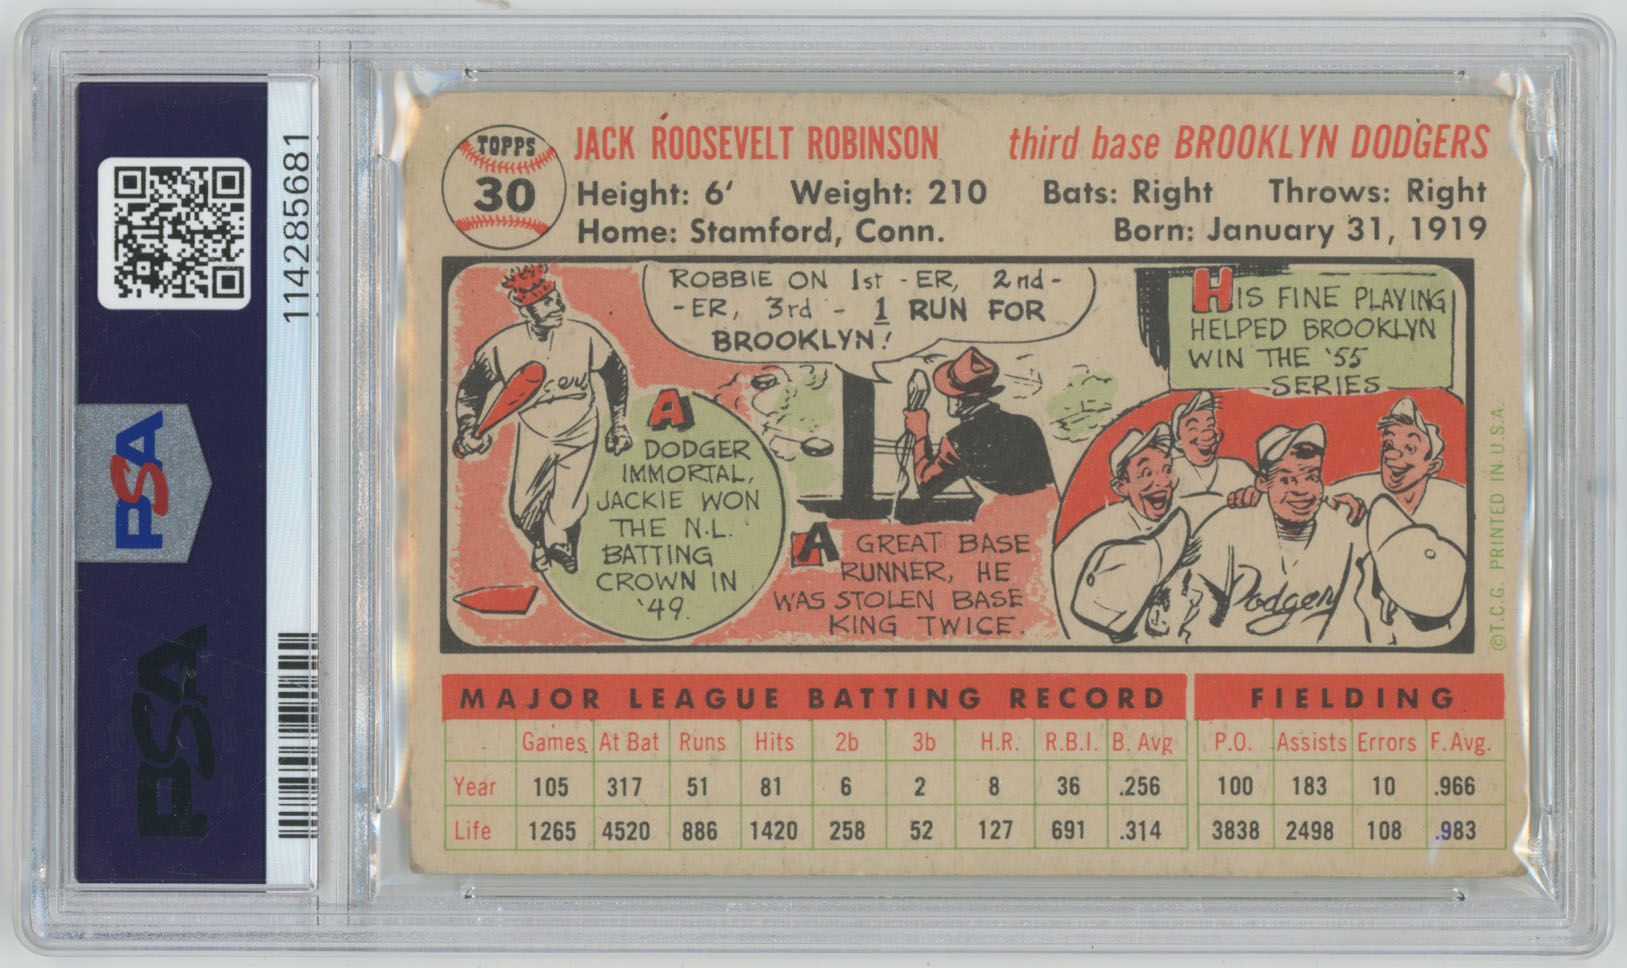 114285681
PSA
PSA
TOPPS
30
JACK ROOSEVELT ROBINSON third base BROOKLYN DODGERS
Height: 6' Weight: 210 Bats: Right Throws: Right
Home: Stamford, Conn. Born: January 31, 1919
ROBBIE ON 1st - ER, 2nd -
- ER, 3rd - 1 RUN FOR
BROOKLYN!
A
DODGER
IMMORTAL,
JACKIE WON
THE N.L.
BATTING
CROWN IN
'49.
A GREAT BASE
RUNNER, HE
WAS STOLEN BASE
KING TWICE.
HIS FINE PLAYING
HELPED BROOKLYN
WIN THE '55
SERIES
Dodgers
©T.C.G. PRINTED IN U.S.A.
MAJOR LEAGUE BATTING RECORD FIELDING
Games At Bat Runs Hits 2b 3b H.R. R.B.I. B. Avg P.O. Assists Errors F. Avg.
Year 105 317 51 81 6 2 8 36 .256 100 183 10 .966
Life 1265 4520 886 1420 258 52 127 691 .314 3838 2498 108 .983